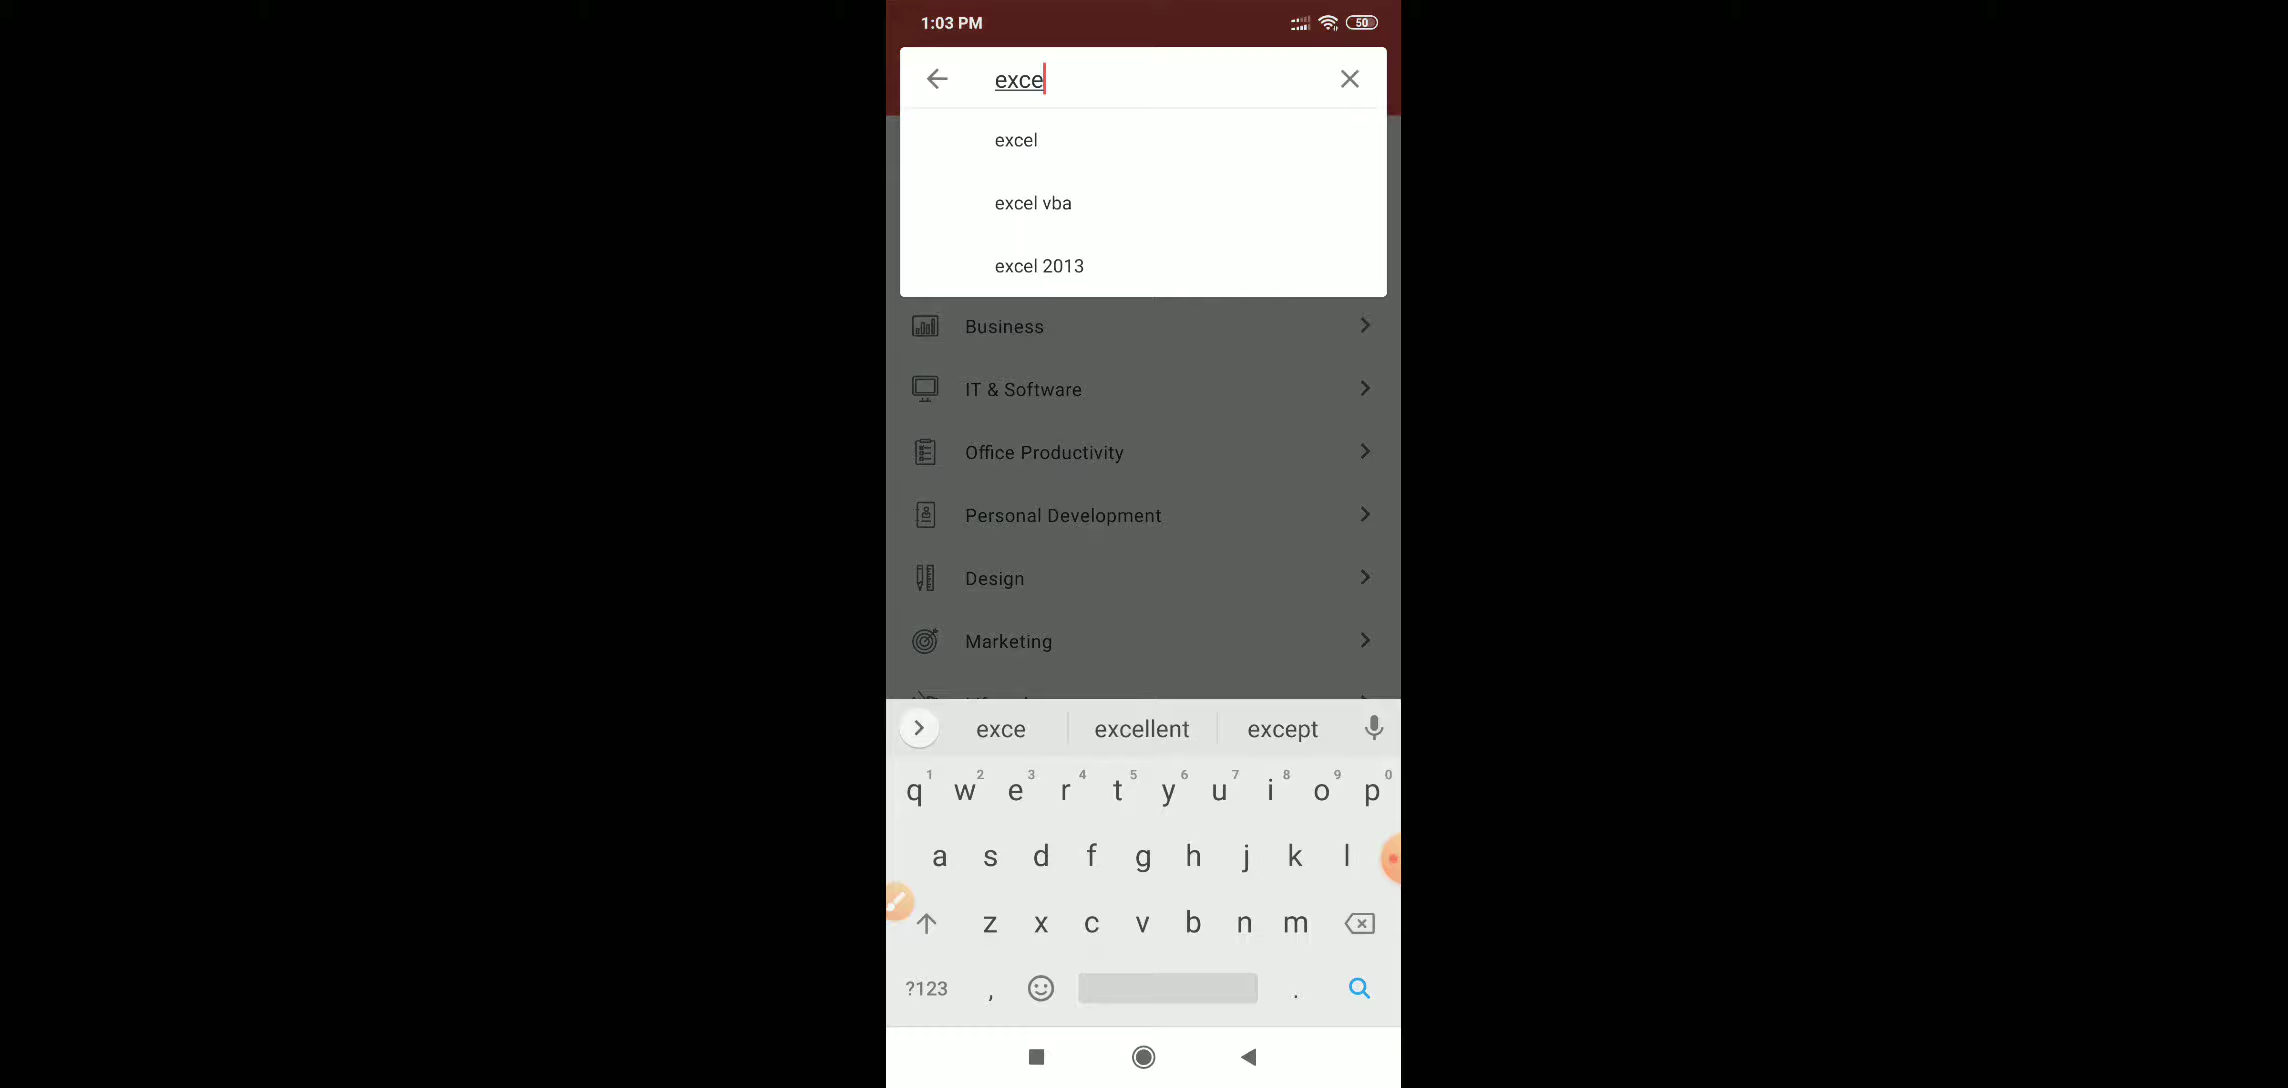 1:03 PM
50
exce
excel
excel vba
excel 2013
Business
IT & Software
Office Productivity
Personal Development
Design
Marketing
exce excellent except
1 2 3 4 5 6 7 8 9 0
q w e r t y u i o p
a s d f g h j k l
z x c v b n m
?123 , .